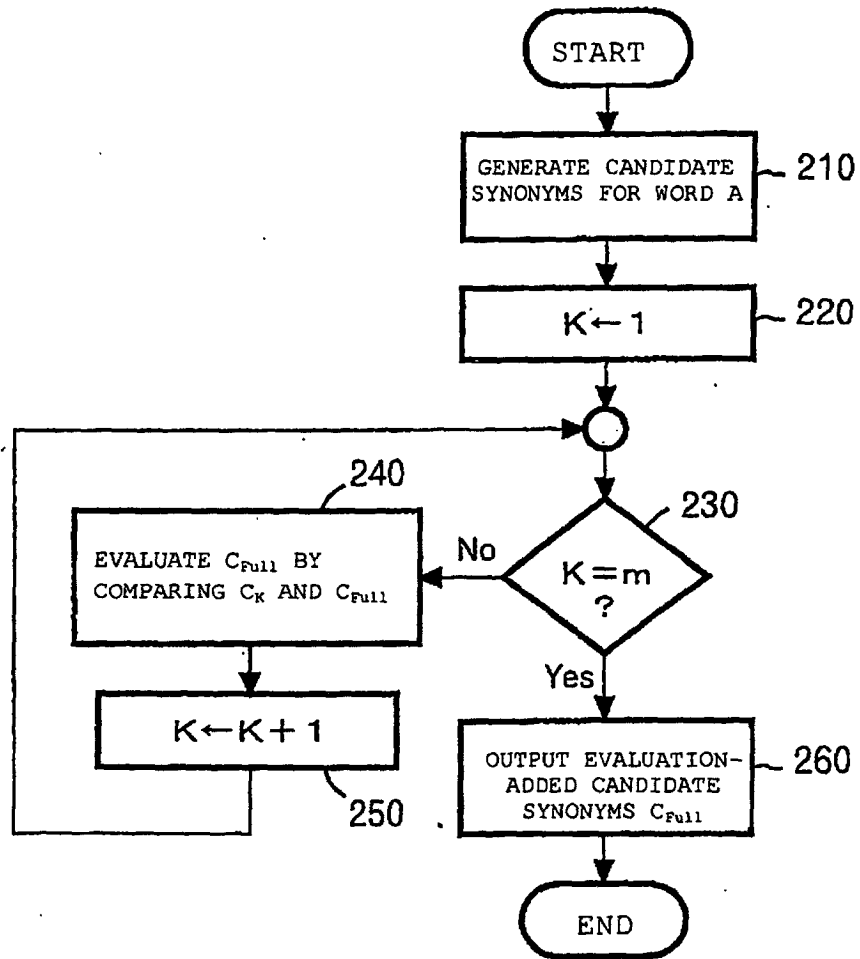 START
GENERATE CANDIDATE
SYNONYMS FOR WORD A
210
K←1
220
230
K=m
?
No
Yes
240
EVALUATE C_Full BY
COMPARING C_K AND C_Full
K←K+1
250
OUTPUT EVALUATION-
ADDED CANDIDATE
SYNONYMS C_Full
260
END